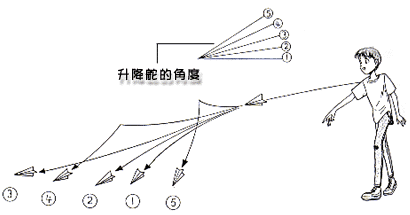 ⑤
④
③
②
①
升降舵的角度
③ ④ ② ① ⑤